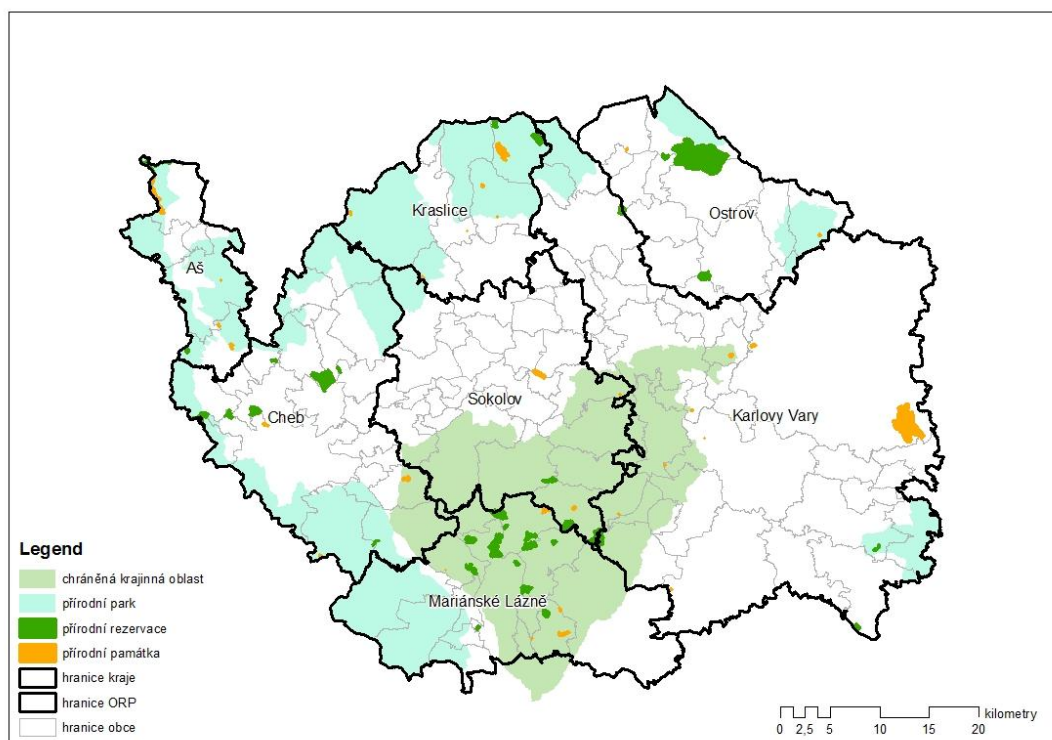 Kraslice
Ostrov
Aš
Sokolov
Cheb
Karlovy Vary
Mariánské Lázně
Legend
chráněná krajinná oblast
přírodní park
přírodní rezervace
přírodní památka
hranice kraje
hranice ORP
hranice obce
kilometry
0 2,5 5 10 15 20